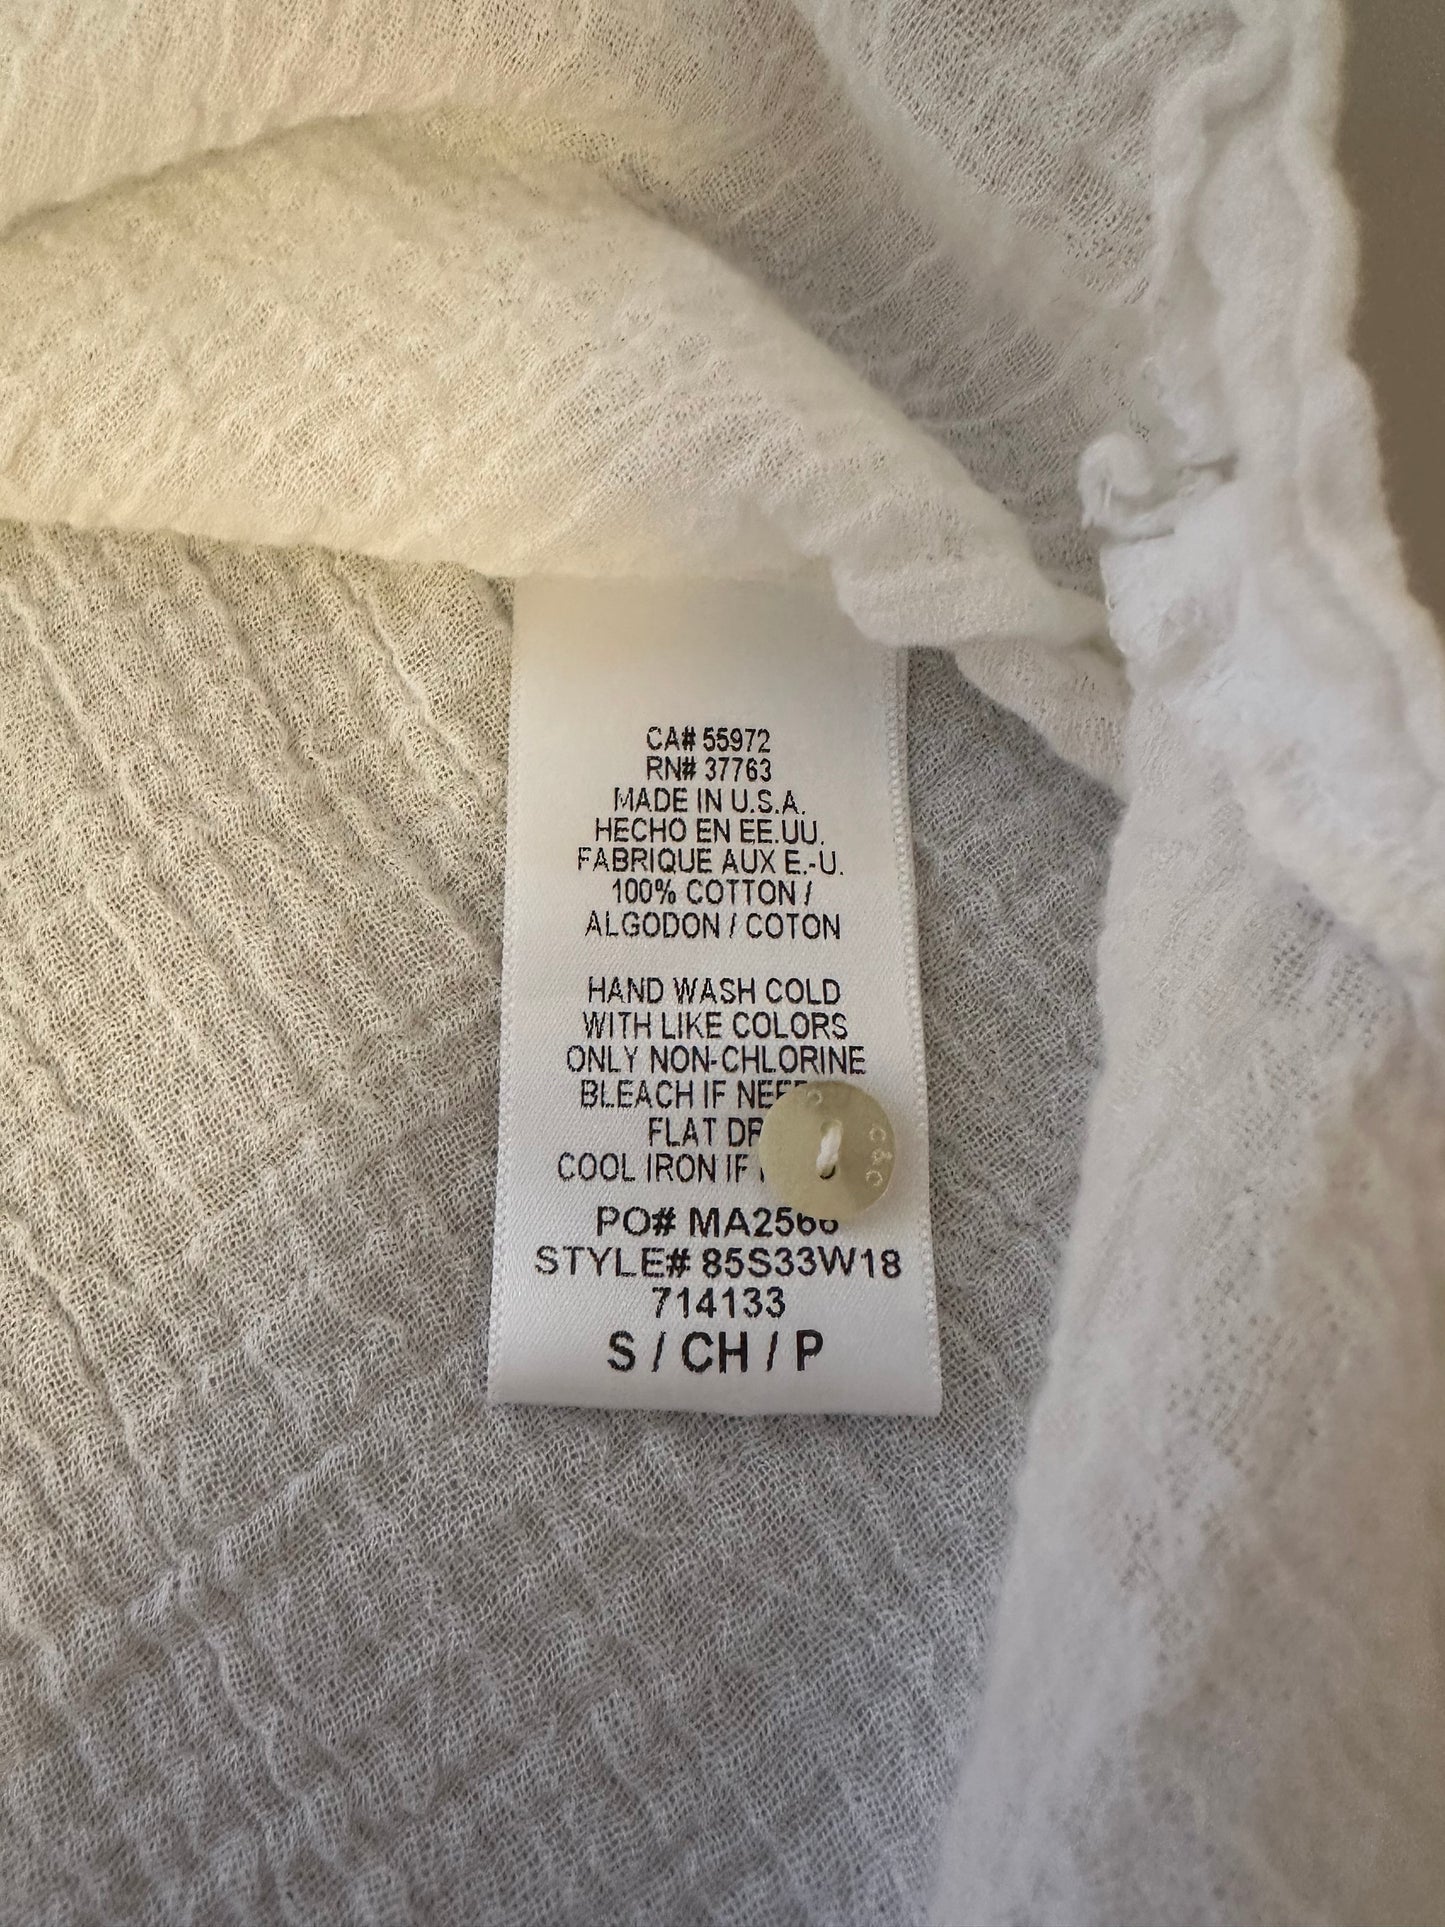 CA# 55972
RN# 37763
MADE IN U.S.A.
HECHO EN EE.UU.
FABRIQUE AUX E.-U.
100% COTTON /
ALGODON / COTON
HAND WASH COLD
WITH LIKE COLORS
ONLY NON-CHLORINE
BLEACH IF
FLAT
COOL IRON IF
PO# MA2566
STYLE# 85S33W18
714133
S / CH / P